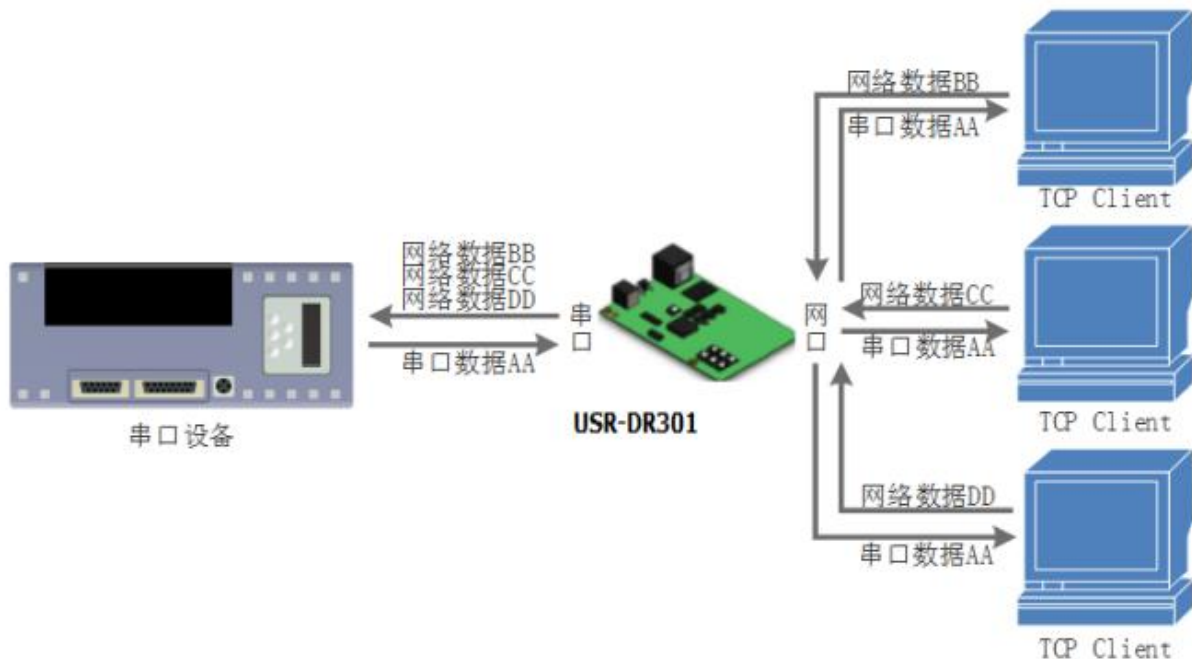 网络数据BB
串口数据AA
TCP Client
网络数据BB
网络数据CC
网络数据DD
串口数据AA
串口
网口
网络数据CC
串口数据AA
USR-DR301
串口设备
TCP Client
网络数据DD
串口数据AA
TCP Client